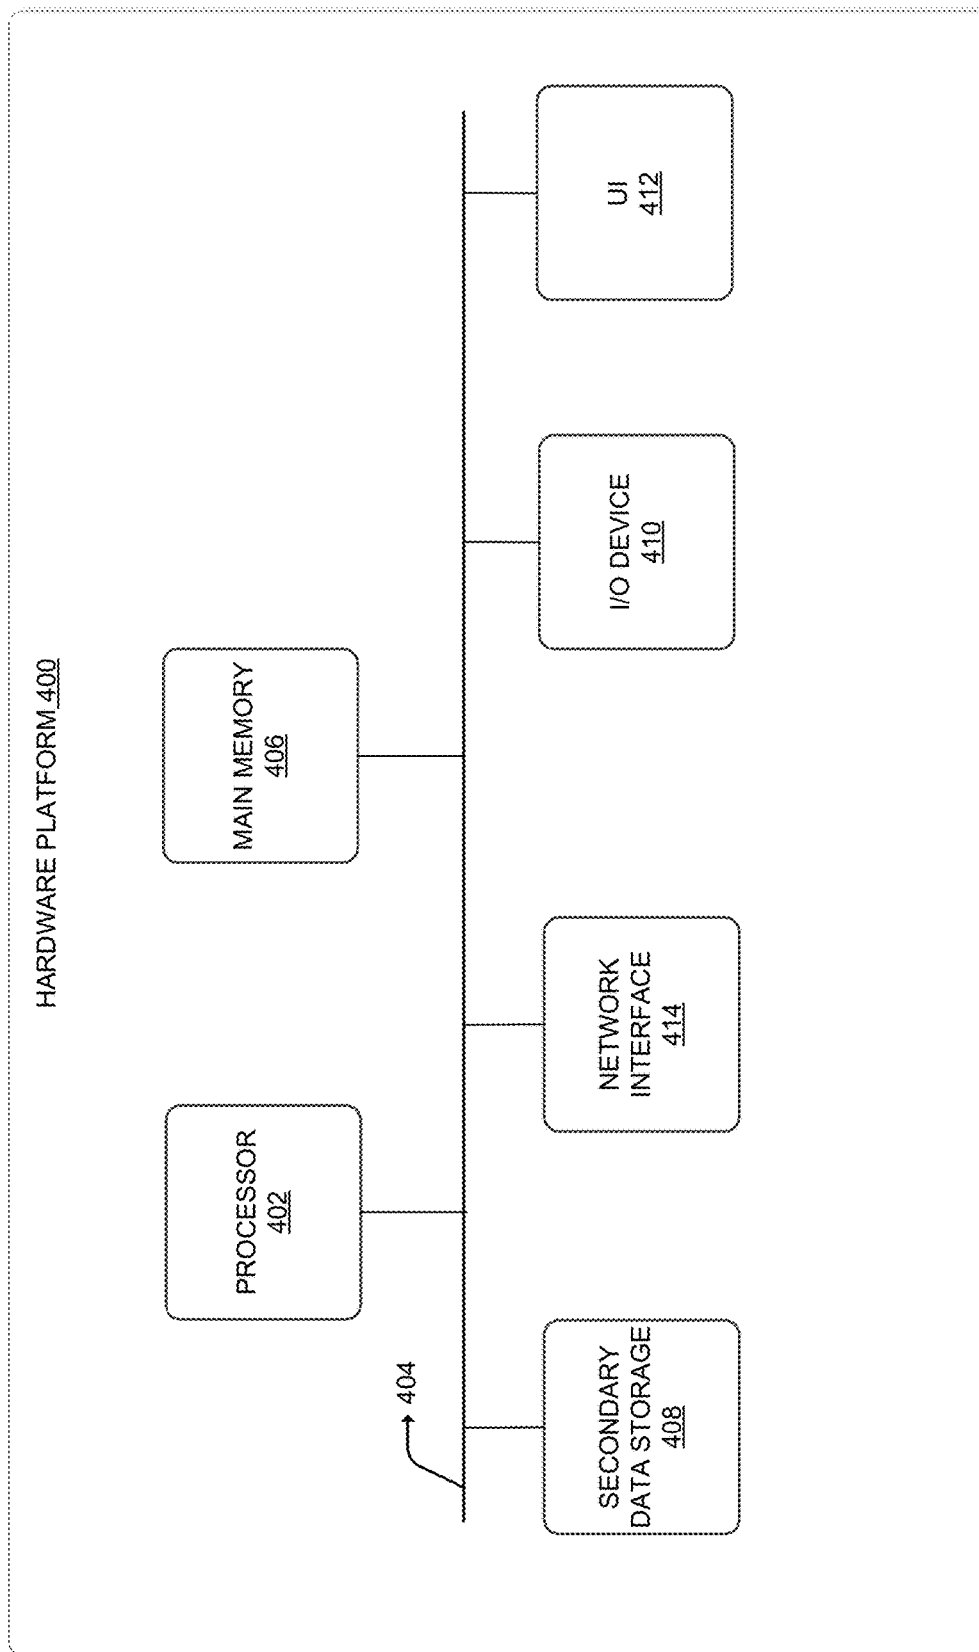 HARDWARE PLATFORM 400
PROCESSOR
402
MAIN MEMORY
406
404
SECONDARY
DATA STORAGE
408
NETWORK
INTERFACE
414
I/O DEVICE
410
UI
412